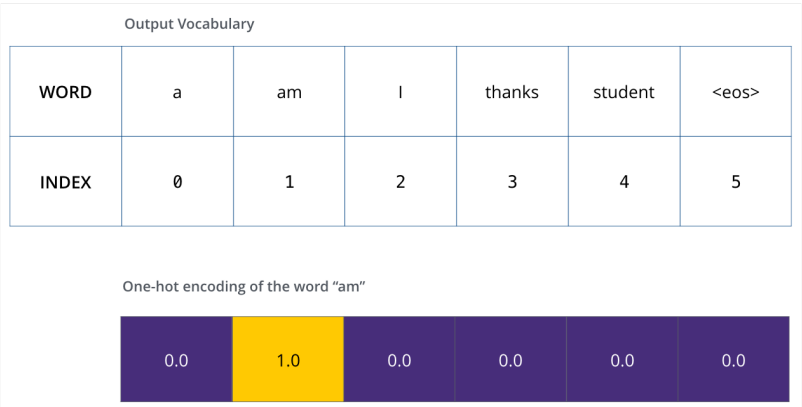 Output Vocabulary
WORD a am I thanks student <eos>
INDEX 0 1 2 3 4 5
One-hot encoding of the word “am”
0.0 1.0 0.0 0.0 0.0 0.0